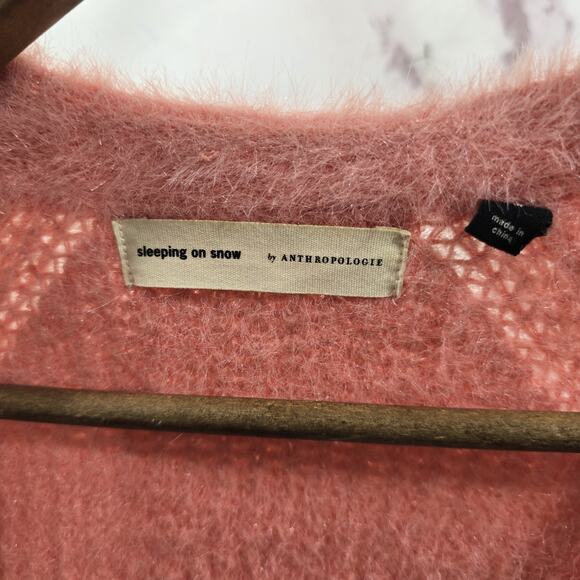 sleeping on snow by ANTHROPOLOGIE
made in
china